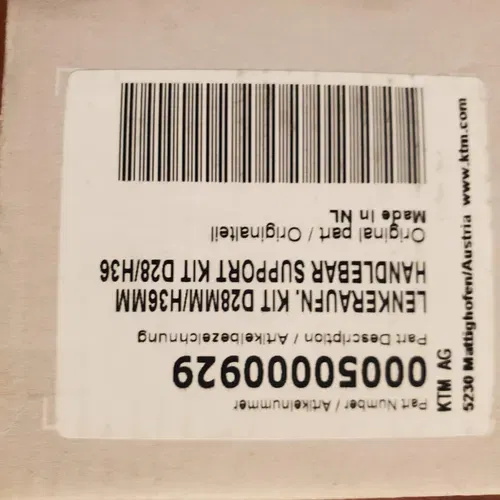 Part Number / Artikelnummer
00050000929
Part Description / Artikelbezeichnung
LENKERAUFN. KIT D28MM/H36MM
HANDLEBAR SUPPORT KIT D28/H36
Original part / Originalteil
Made in NL
KTM AG
5230 Mattighofen/Austria www.ktm.com